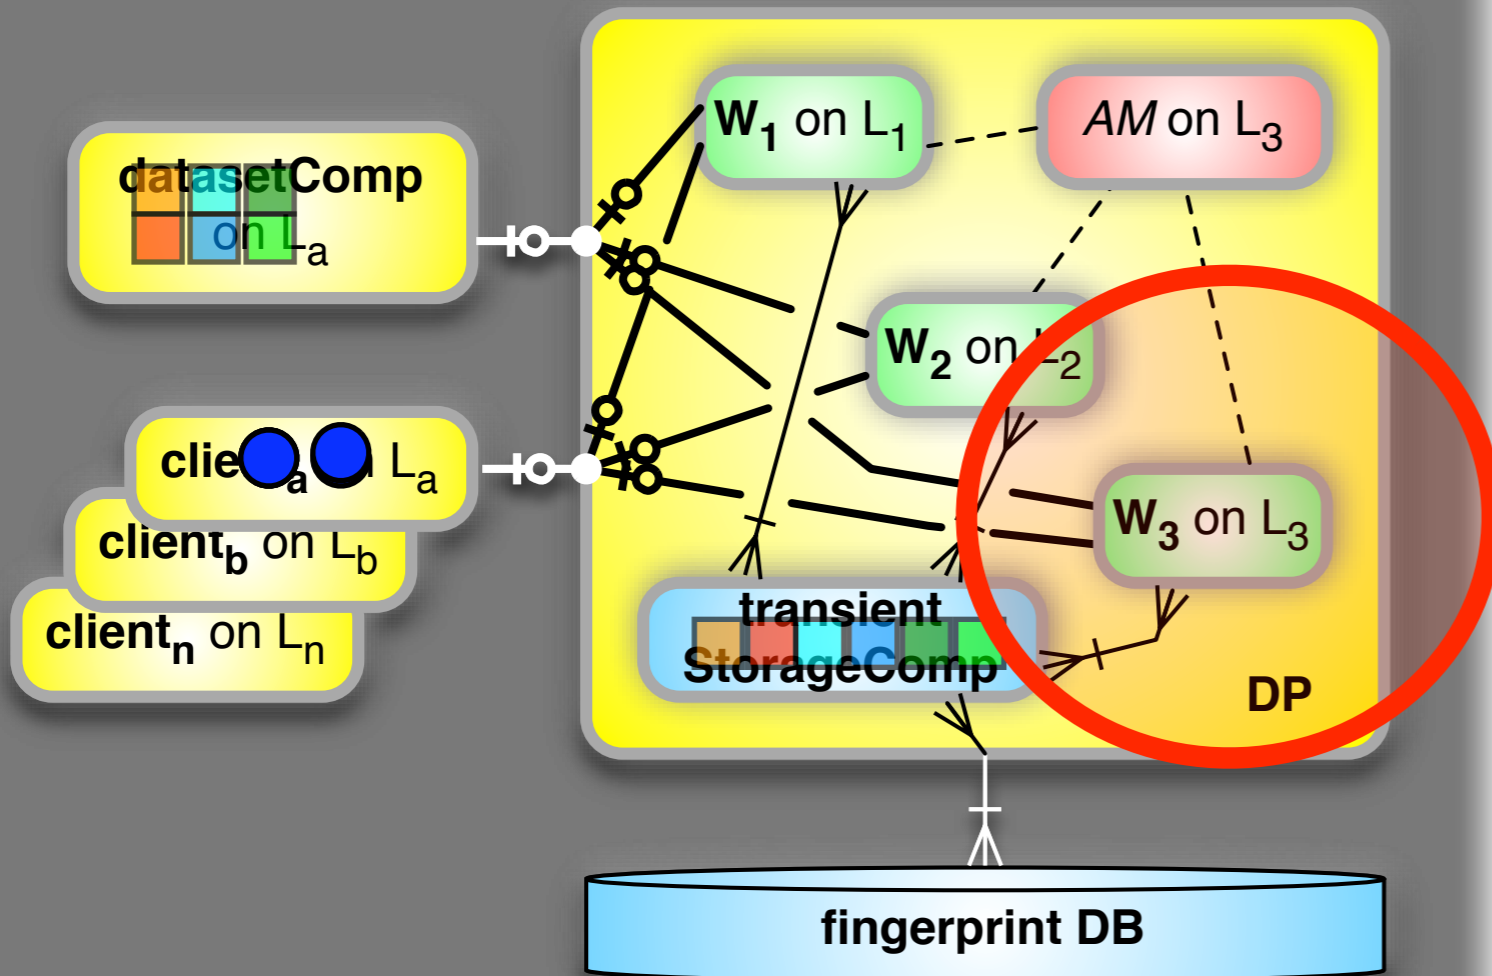 W1 on L1
AM on L3
datasetComp
on La
W2 on L2
clie a L a
clientb on Lb
W3 on L3
clientn on Ln
transient
StorageComp
DP
fingerprint DB